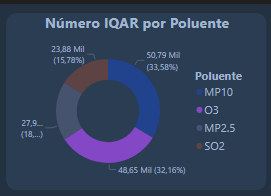 Número IQAR por Poluente
23,88 Mil
(15,78%)
50,79 Mil
(33,58%)
Poluente
MP10
O3
MP2.5
SO2
27,9...
(18,...)
48,65 Mil (32,16%)